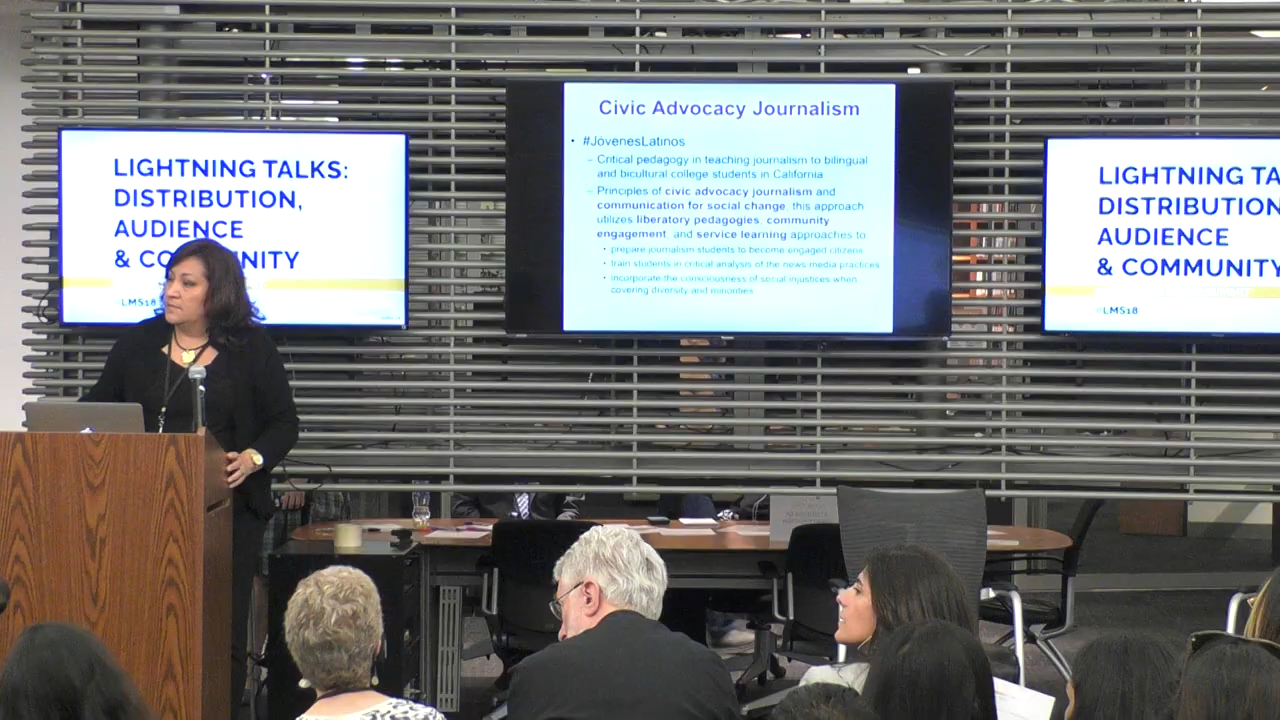 LIGHTNING TALKS:
DISTRIBUTION,
AUDIENCE
& COMMUNITY
#LMS18
Civic Advocacy Journalism
• #JóvenesLatinos
– Critical pedagogy in teaching journalism to bilingual
and bicultural college students in California
– Principles of civic advocacy journalism and
communication for social change, this approach
utilizes liberatory pedagogies, community
engagement, and service learning approaches to
• prepare journalism students to become engaged citizens
• train students in critical analysis of the news media practices
• incorporate the consciousness of social injustices when
covering diversity and minorities
LIGHTNING TA
DISTRIBUTION
AUDIENCE
& COMMUNITY
#LMS18